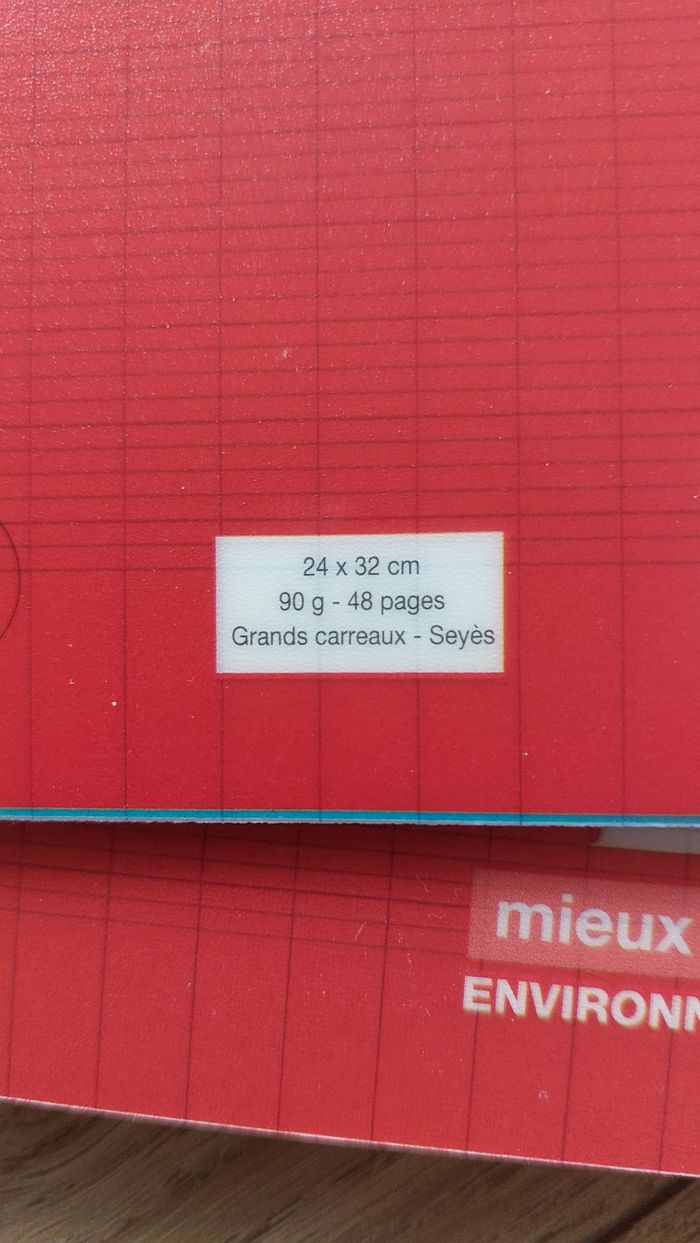 24 x 32 cm
90 g - 48 pages
Grands carreaux - Seyès
mieux
ENVIRONN